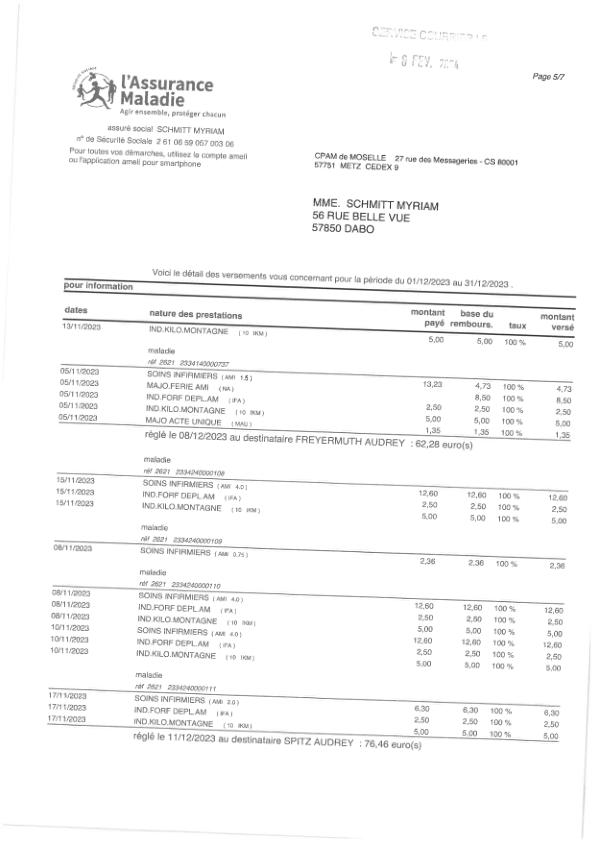 SERVICE COURRIER
FEV. 2024
Page 5/7
SÉCURITÉ SOCIALE
l'Assurance
Maladie
Agir ensemble, protéger chacun
assuré social SCHMITT MYRIAM
n° de Sécurité Sociale 2 61 06 59 057 003 06
Pour toutes vos démarches, utilisez le compte ameli
ou l'application ameli pour smartphone
CPAM de MOSELLE 27 rue des Messageries - CS 80001
57751 METZ CEDEX 9
MME. SCHMITT MYRIAM
56 RUE BELLE VUE
57850 DABO
Voici le détail des versements vous concernant pour la période du 01/12/2023 au 31/12/2023 .
pour information
dates nature des prestations montant payé base du rembours. taux montant versé
13/11/2023 IND.KILO.MONTAGNE ( 10 IKM) 5,00 5,00 100 % 5,00
maladie
réf 2621 2334140000737
05/11/2023 SOINS INFIRMIERS ( AMI 1.5) 13,23 4,73 100 % 4,73
05/11/2023 MAJO.FERIE AMI ( NA) 8,50 100 % 8,50
05/11/2023 IND.FORF DEPL.AM ( IFA) 2,50 2,50 100 % 2,50
05/11/2023 IND.KILO.MONTAGNE ( 10 IKM) 5,00 5,00 100 % 5,00
05/11/2023 MAJO ACTE UNIQUE ( MAU) 1,35 1,35 100 % 1,35
réglé le 08/12/2023 au destinataire FREYERMUTH AUDREY : 62,28 euro(s)
maladie
réf 2621 2334240000108
15/11/2023 SOINS INFIRMIERS ( AMI 4.0) 12,60 12,60 100 % 12,60
15/11/2023 IND.FORF DEPL.AM ( IFA) 2,50 2,50 100 % 2,50
15/11/2023 IND.KILO.MONTAGNE ( 10 IKM) 5,00 5,00 100 % 5,00
maladie
réf 2621 2334240000109
08/11/2023 SOINS INFIRMIERS ( AMI 0.75) 2,36 2,36 100 % 2,36
maladie
réf 2621 2334240000110
08/11/2023 SOINS INFIRMIERS ( AMI 4.0) 12,60 12,60 100 % 12,60
08/11/2023 IND.FORF DEPL.AM ( IFA) 2,50 2,50 100 % 2,50
08/11/2023 IND.KILO.MONTAGNE ( 10 IKM) 5,00 5,00 100 % 5,00
10/11/2023 SOINS INFIRMIERS ( AMI 4.0) 12,60 12,60 100 % 12,60
10/11/2023 IND.FORF DEPL.AM ( IFA) 2,50 2,50 100 % 2,50
10/11/2023 IND.KILO.MONTAGNE ( 10 IKM) 5,00 5,00 100 % 5,00
maladie
réf 2621 2334240000111
17/11/2023 SOINS INFIRMIERS ( AMI 2.0) 6,30 6,30 100 % 6,30
17/11/2023 IND.FORF DEPL.AM ( IFA) 2,50 2,50 100 % 2,50
17/11/2023 IND.KILO.MONTAGNE ( 10 IKM) 5,00 5,00 100 % 5,00
réglé le 11/12/2023 au destinataire SPITZ AUDREY : 76,46 euro(s)